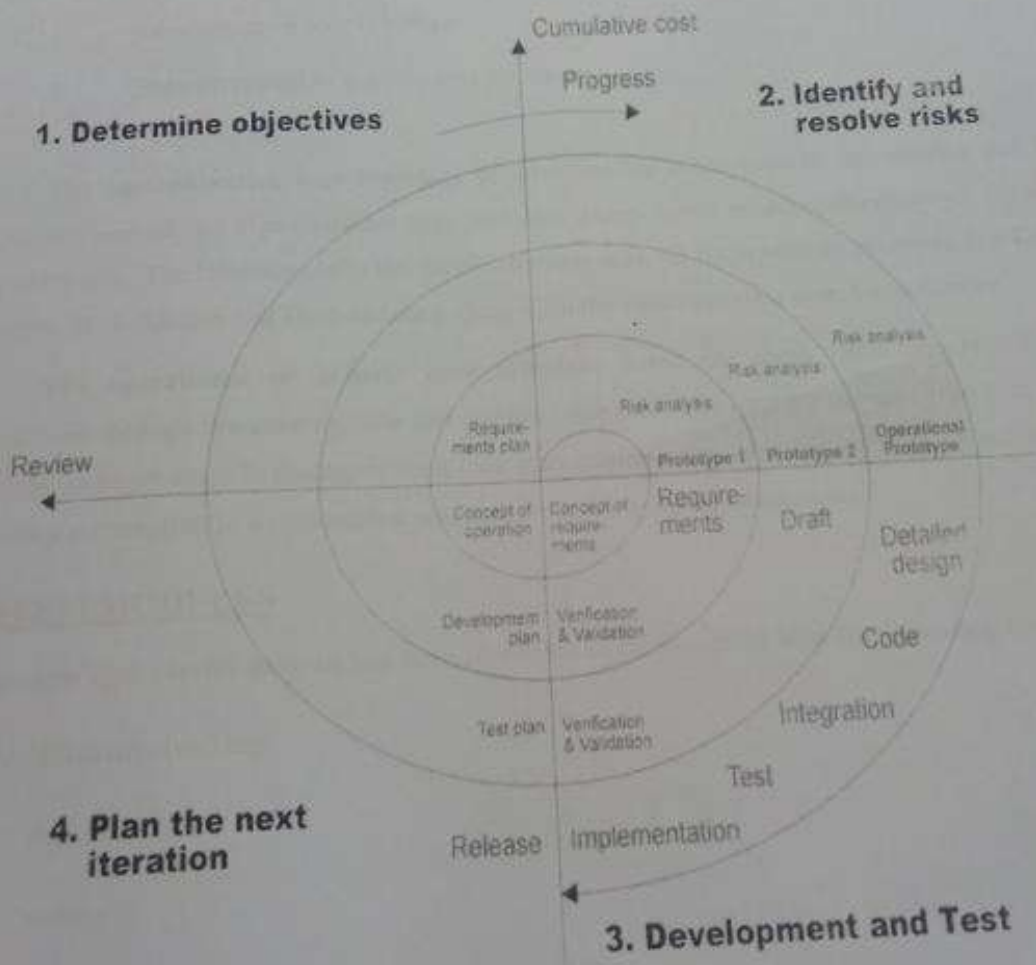 Cumulative cost
Progress
1. Determine objectives
2. Identify and
resolve risks
Risk analysis
Risk analysis
Risk analysis
Require-
ments plan
Prototype 1
Prototype 2
Operational
Prototype
Review
Concept of
operation
Concept of
require-
ments
Require-
ments
Draft
Detailed
design
Development
plan
Verification
& Validation
Code
Test plan
Verification
& Validation
Integration
Test
4. Plan the next
iteration
Release
Implementation
3. Development and Test